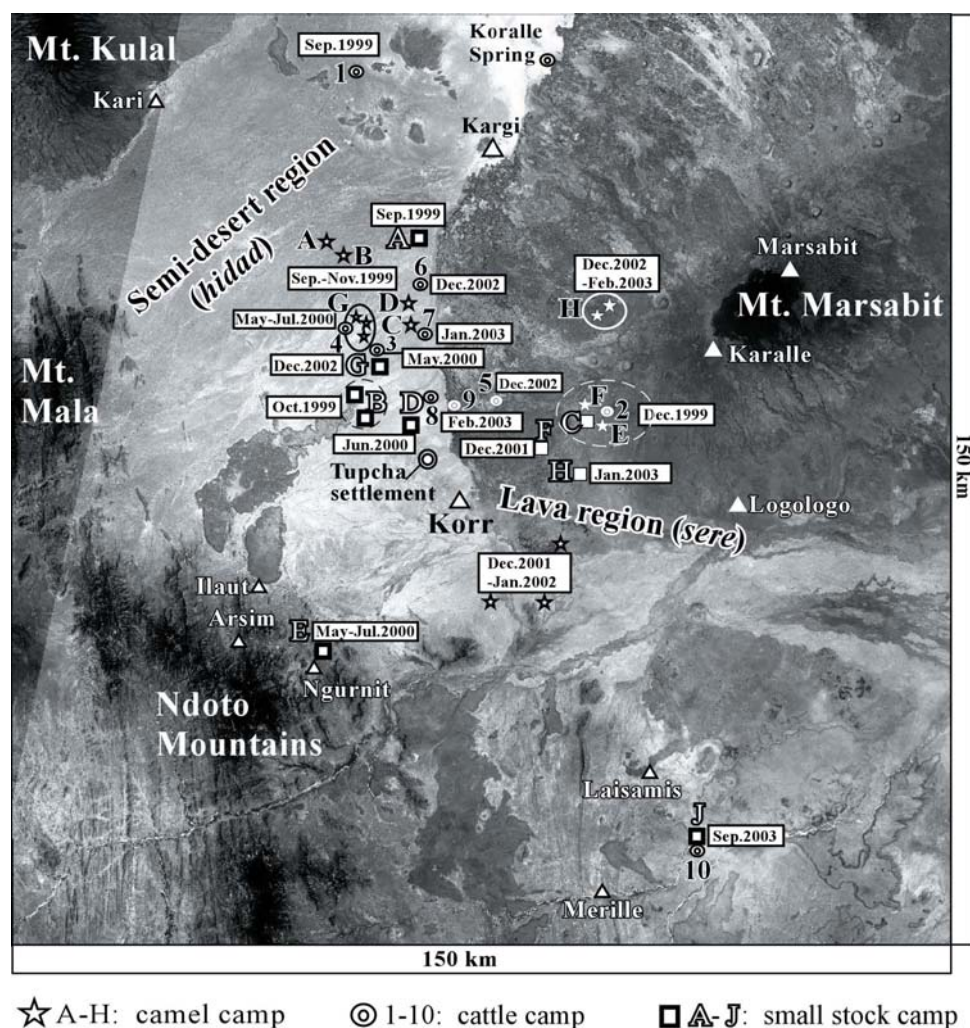 Mt. Kulal
Sep.1999
Koralle
Spring
1
Kari
Kargi
Semi-desert region
(hidad)
Sep.1999
A
A
B
6
Marsabit
Sep.-Nov.1999
Dec.2002
Dec.2002
-Feb.2003
Mt. Marsabit
G
D
H
May-Jul.2000
C
7
Jan.2003
4
3
Karalle
Dec.2002
G
May.2000
Mt.
Mala
5
Dec.2002
Oct.1999
B
D
8
9
F
2
Dec.1999
Feb.2003
C
E
Jun.2000
F
Dec.2001
Tupcha
settlement
H
Jan.2003
Korr
Lava region (sere)
Logologo
Dec.2001
-Jan.2002
Ilaut
Arsim
E
May-Jul.2000
Ngurnit
Ndoto
Mountains
Laisamis
J
Sep.2003
10
Merille
150 km
150 km
A-H: camel camp
1-10: cattle camp
A-J: small stock camp